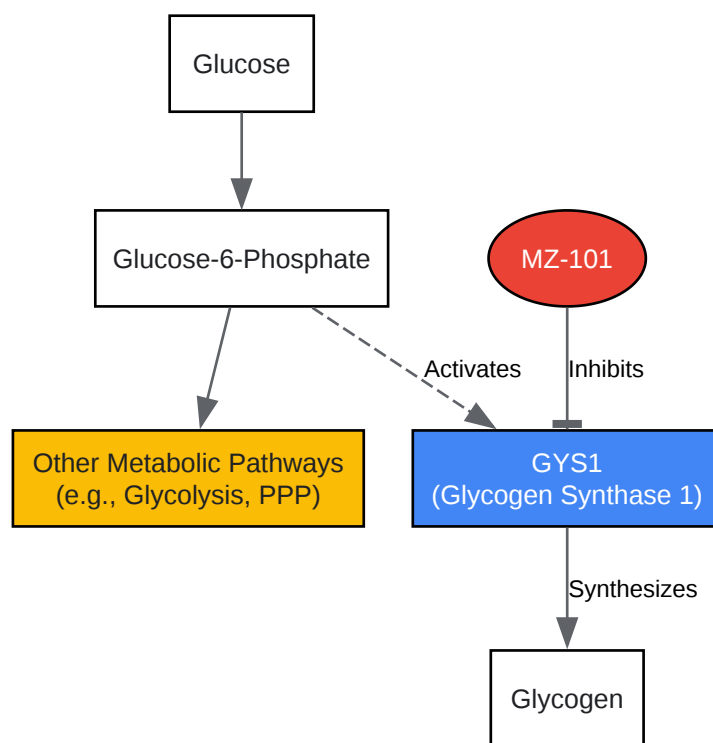 Glucose
Glucose-6-Phosphate
MZ-101
Activates
Inhibits
Other Metabolic Pathways
(e.g., Glycolysis, PPP)
GYS1
(Glycogen Synthase 1)
Synthesizes
Glycogen